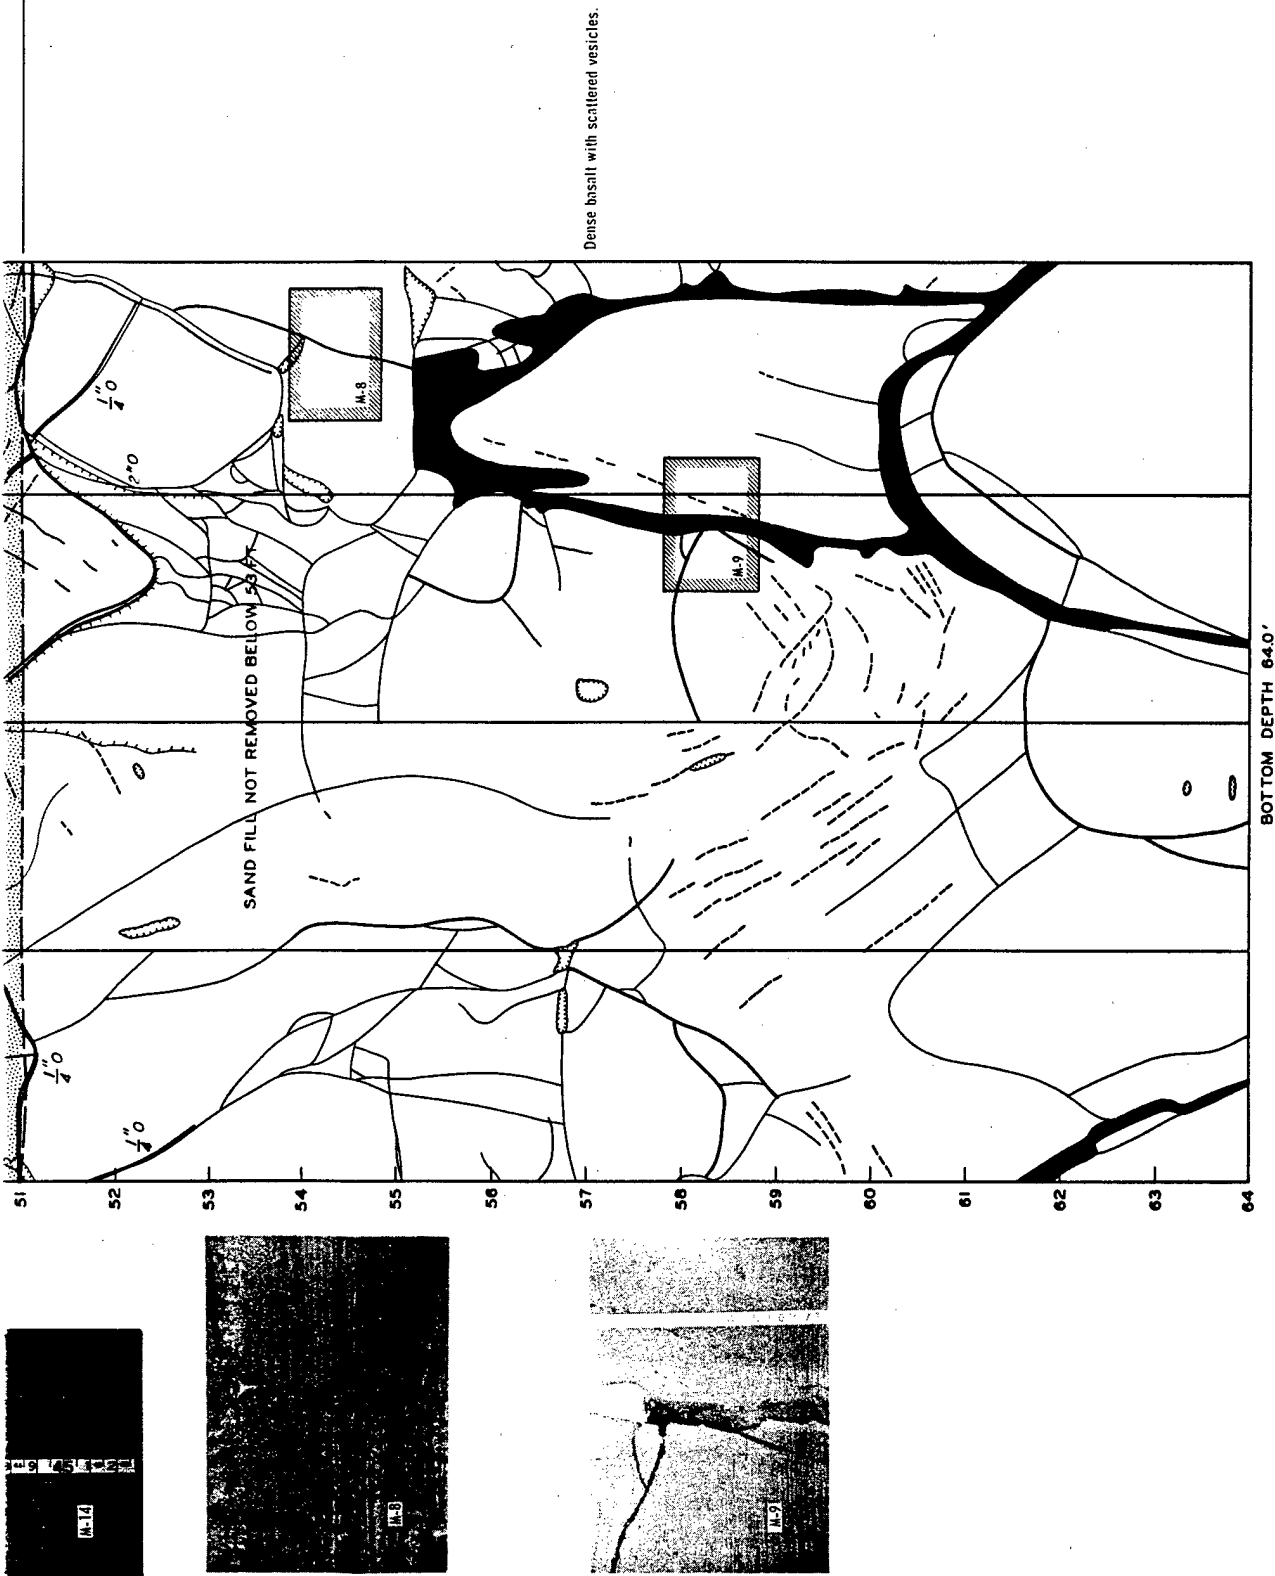 Dense basalt with scattered vesicles.
1/4" O
M-8
2" O
SAND FILL NOT REMOVED BELOW 53 FT.
M-9
1/4" O
1/4" O
BOTTOM DEPTH 64.0'
51
52
53
54
55
56
57
58
59
60
61
62
63
64
M-14
M-8
M-9